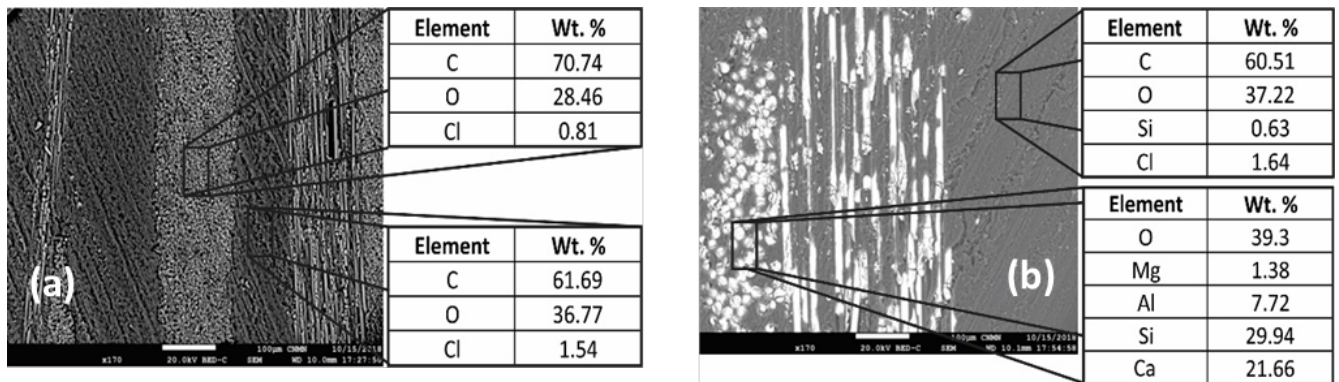 Element Wt. %
C 70.74
O 28.46
Cl 0.81
Element Wt. %
C 61.69
O 36.77
Cl 1.54
(a)
x170 20.0kV BED-C SEM 100µm CNMN WD 10.0mm 10/15/2018 17:27:56
Element Wt. %
C 60.51
O 37.22
Si 0.63
Cl 1.64
Element Wt. %
O 39.3
Mg 1.38
Al 7.72
Si 29.94
Ca 21.66
(b)
x170 20.0kV BED-C SEM 100µm CNMN WD 10.1mm 10/15/2018 17:54:58